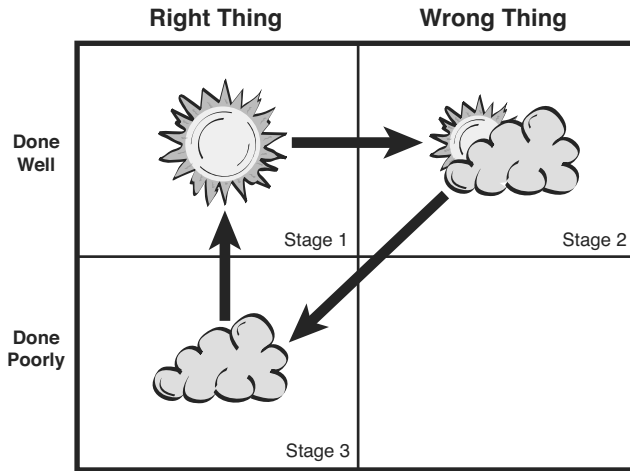 Right Thing
Wrong Thing
Done
Well
Stage 1
Stage 2
Done
Poorly
Stage 3